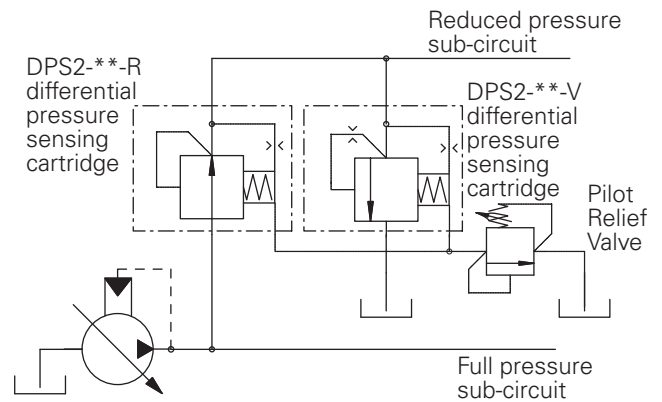 Reduced pressure
sub-circuit
DPS2-**-R
differential
pressure
sensing
cartridge
DPS2-**-V
differential
pressure
sensing
cartridge
Pilot
Relief
Valve
Full pressure
sub-circuit